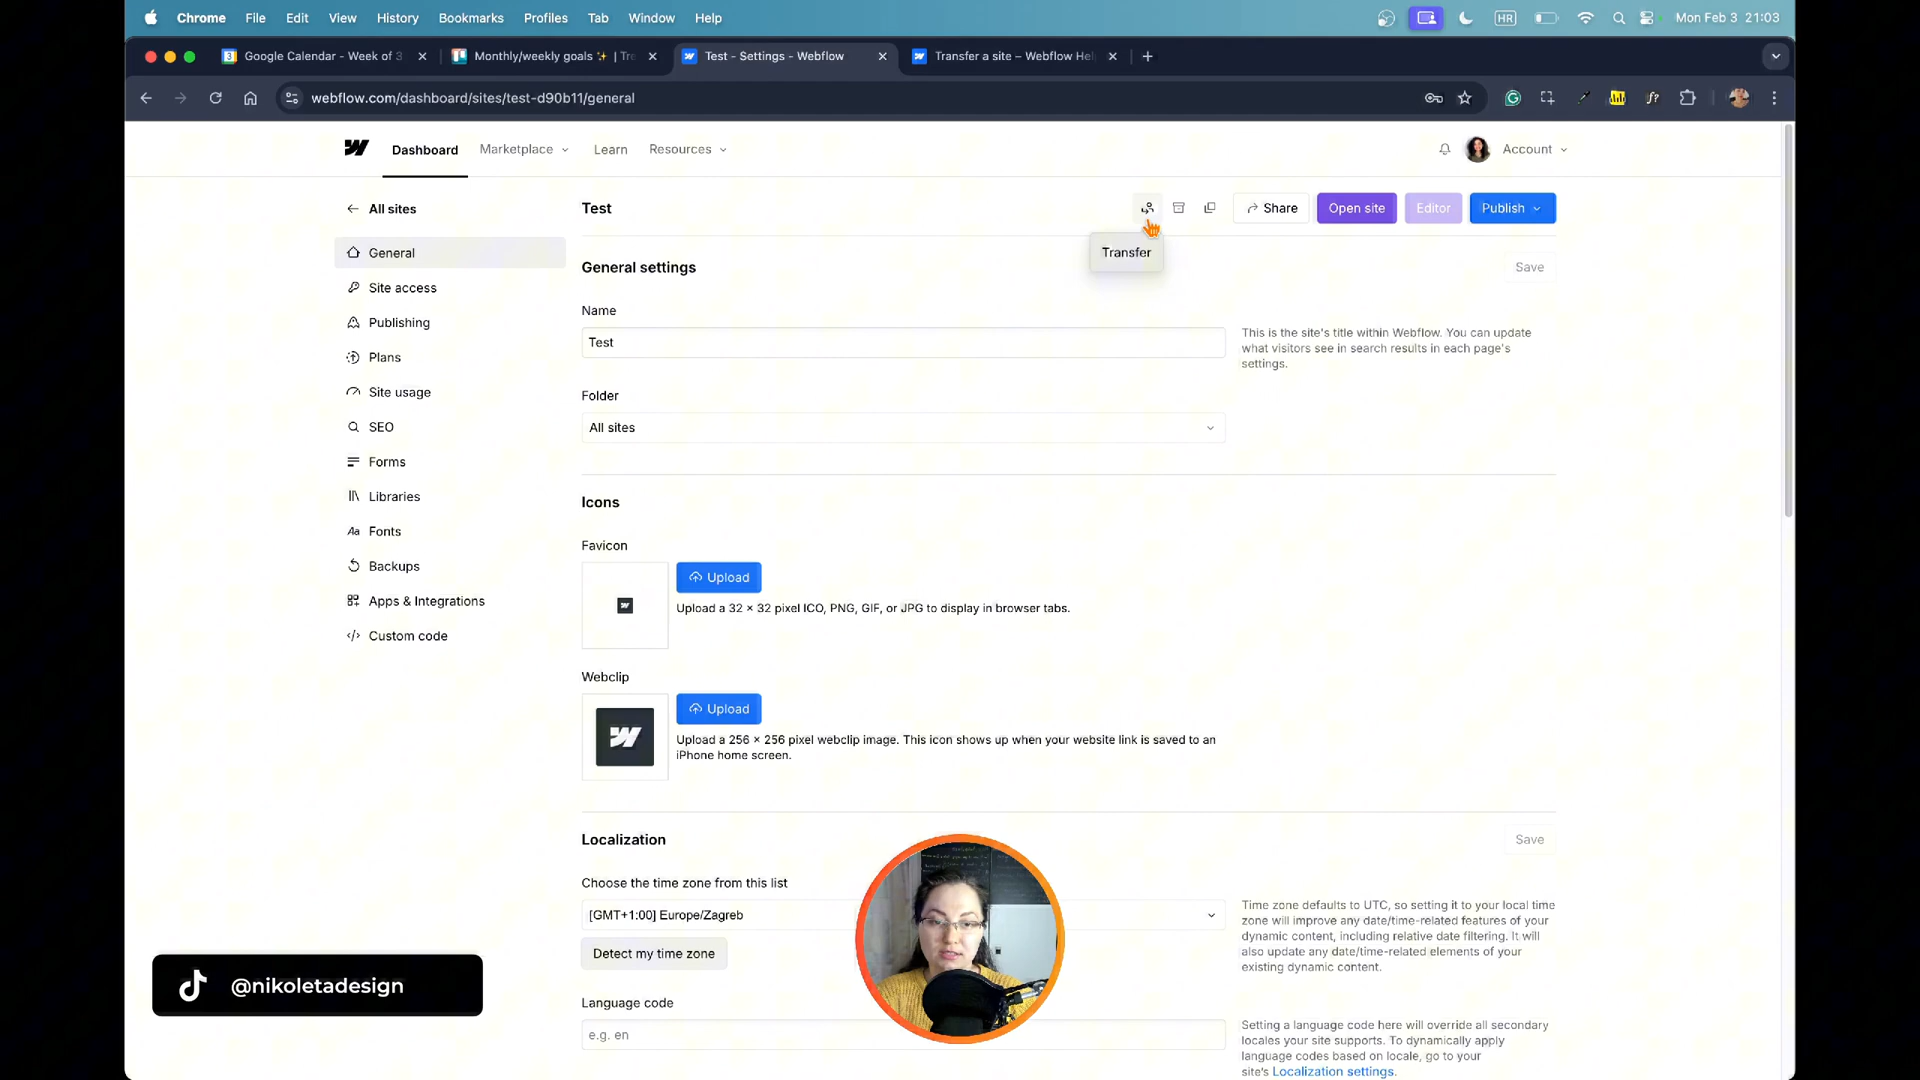 Chrome File Edit View History Bookmarks Profiles Tab Window Help
HR Mon Feb 3 21:03
3 Google Calendar - Week of 3
Monthly/weekly goals ✨ | Tre
Test - Settings - Webflow
Transfer a site – Webflow Hel
webflow.com/dashboard/sites/test-d90b11/general
Dashboard Marketplace Learn Resources Account
All sites
Test
Share Open site Editor Publish
Transfer
General
Site access
Publishing
Plans
Site usage
SEO
Forms
Libraries
Aa Fonts
Backups
Apps & Integrations
Custom code
General settings
Save
Name
Test
This is the site's title within Webflow. You can update
what visitors see in search results in each page's
settings.
Folder
All sites
Icons
Favicon
Upload
Upload a 32 × 32 pixel ICO, PNG, GIF, or JPG to display in browser tabs.
Webclip
Upload
Upload a 256 × 256 pixel webclip image. This icon shows up when your website link is saved to an
iPhone home screen.
Localization
Save
Choose the time zone from this list
[GMT+1:00] Europe/Zagreb
Detect my time zone
Time zone defaults to UTC, so setting it to your local time
zone will improve any date/time-related features of your
dynamic content, including relative date filtering. It will
also update any date/time-related elements of your
existing dynamic content.
Language code
e.g. en
Setting a language code here will override all secondary
locales your site supports. To dynamically apply
language codes based on locale, go to your
site's Localization settings.
@nikoletadesign